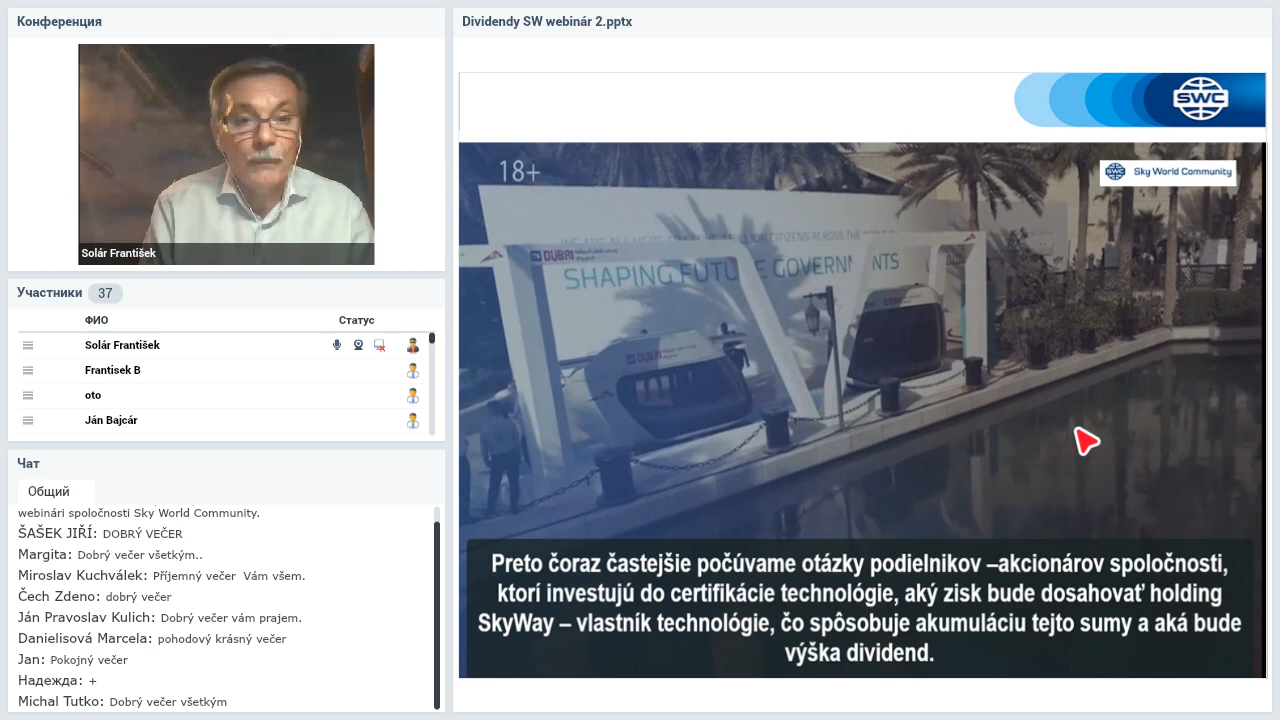 Конференция
Solár František
Участники 37
ФИО Статус
Solár František
Frantisek B
oto
Ján Bajcár
Чат
Общий
webinári spoločnosti Sky World Community.
ŠAŠEK JIŘÍ: DOBRÝ VEČER
Margita: Dobrý večer všetkým..
Miroslav Kuchválek: Příjemný večer Vám všem.
Čech Zdeno: dobrý večer
Ján Pravoslav Kulich: Dobrý večer vám prajem.
Danielisová Marcela: pohodový krásný večer
Jan: Pokojný večer
Надежда: +
Michal Tutko: Dobrý večer všetkým
Dividendy SW webinár 2.pptx
SWC
18+
SWC Sky World Community
DUBAI
SHAPING FUTURE GOVERNMENTS
DUBAI
Preto čoraz častejšie počúvame otázky podielnikov –akcionárov spoločnosti,
ktorí investujú do certifikácie technológie, aký zisk bude dosahovať holding
SkyWay – vlastník technológie, čo spôsobuje akumuláciu tejto sumy a aká bude
výška dividend.